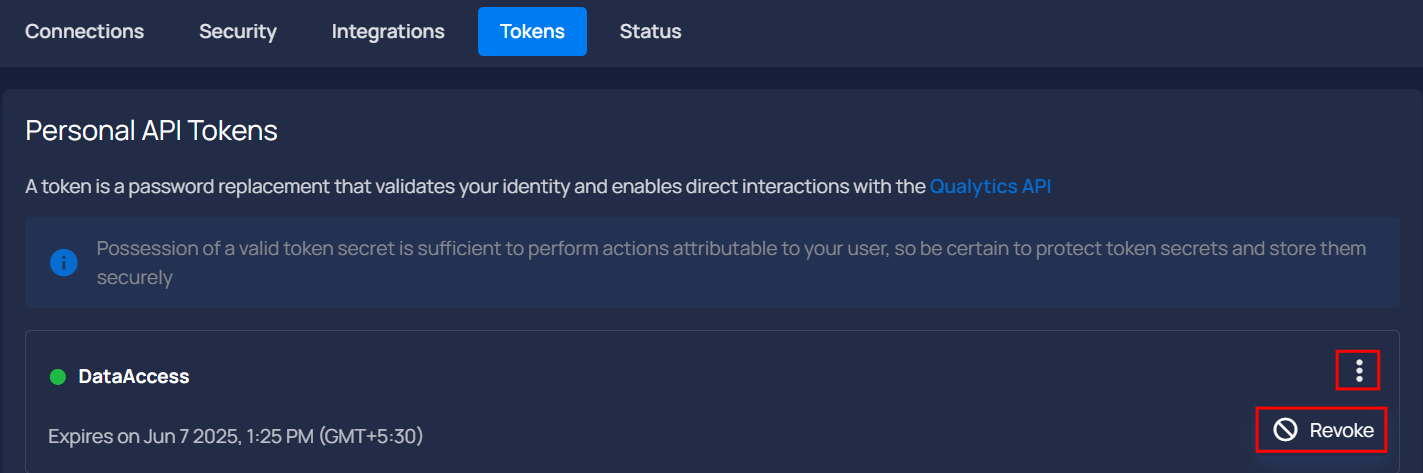 Connections Security Integrations Tokens Status
Personal API Tokens
A token is a password replacement that validates your identity and enables direct interactions with the Qualytics API
Possession of a valid token secret is sufficient to perform actions attributable to your user, so be certain to protect token secrets and store them
securely
DataAccess
Expires on Jun 7 2025, 1:25 PM (GMT+5:30)
Revoke